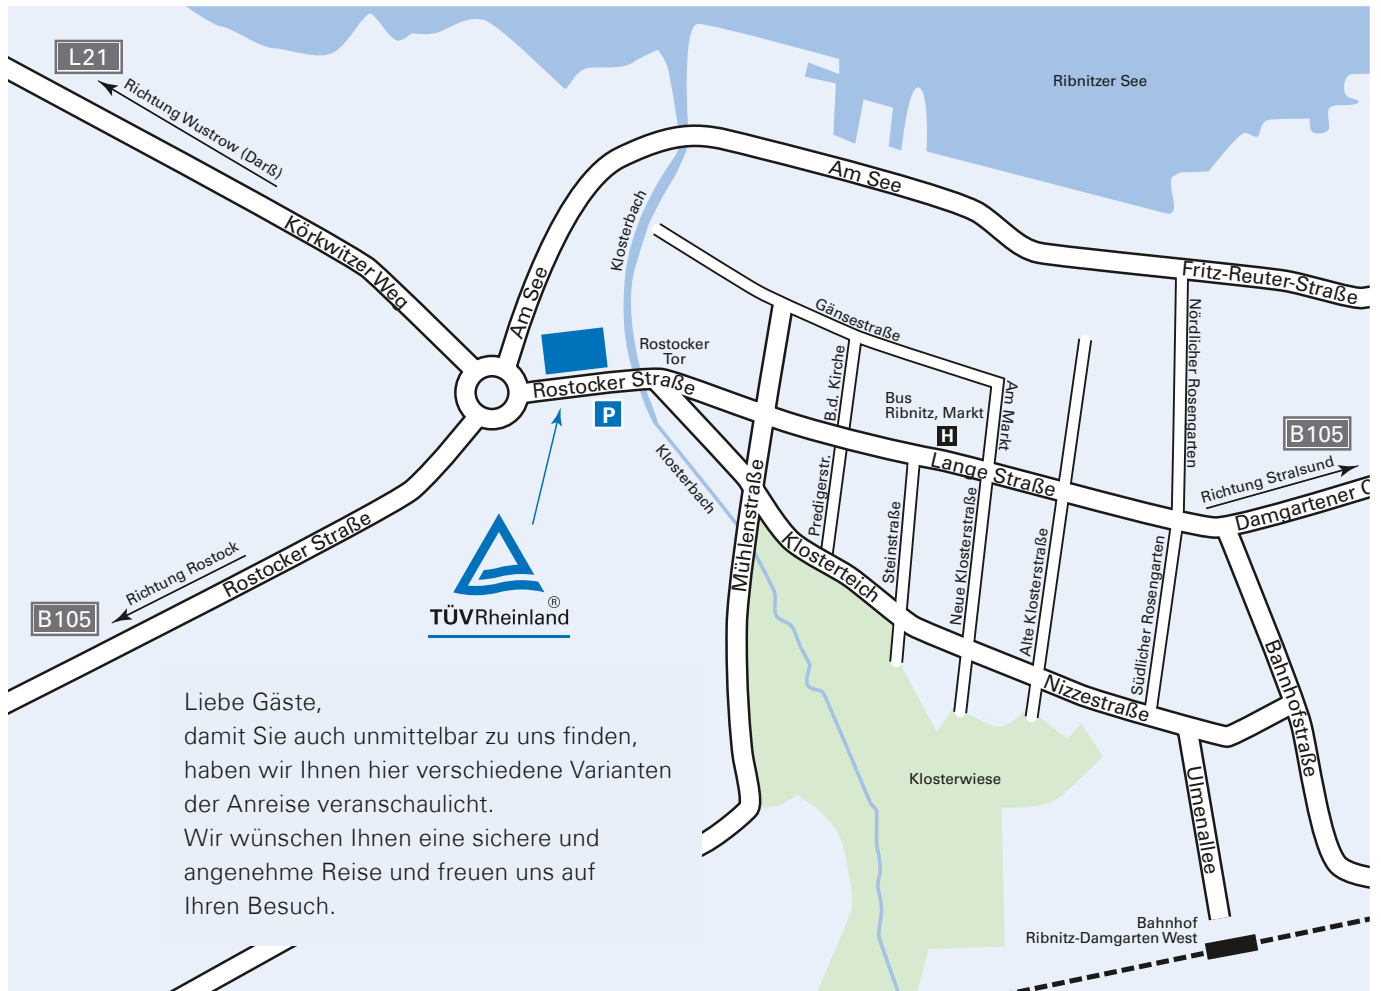 L21
Richtung Wustrow (Darß)
Ribnitzer See
Am See
Körkwitzer Weg
Klosterbach
Am See
Fritz-Reuter-Straße
Gänsestraße
Nördlicher Rosengarten
Rostocker
Tor
B.d. Kirche
Rostocker Straße
P
Bus
Ribnitz, Markt
H
Am Markt
B105
Richtung Stralsund
Damgartener C
Lange Straße
Klosterbach
Predigerstr.
Mühlenstraße
Steinstraße
Neue Klosterstraße
Alte Klosterstraße
Südlicher Rosengarten
Klosterteich
Rostocker Straße
Richtung Rostock
B105
TÜVRheinland
®
Nizzestraße
Bahnhofstraße
Ulmenallee
Klosterwiese
Liebe Gäste,
damit Sie auch unmittelbar zu uns finden,
haben wir Ihnen hier verschiedene Varianten
der Anreise veranschaulicht.
Wir wünschen Ihnen eine sichere und
angenehme Reise und freuen uns auf
Ihren Besuch.
Bahnhof
Ribnitz-Damgarten West